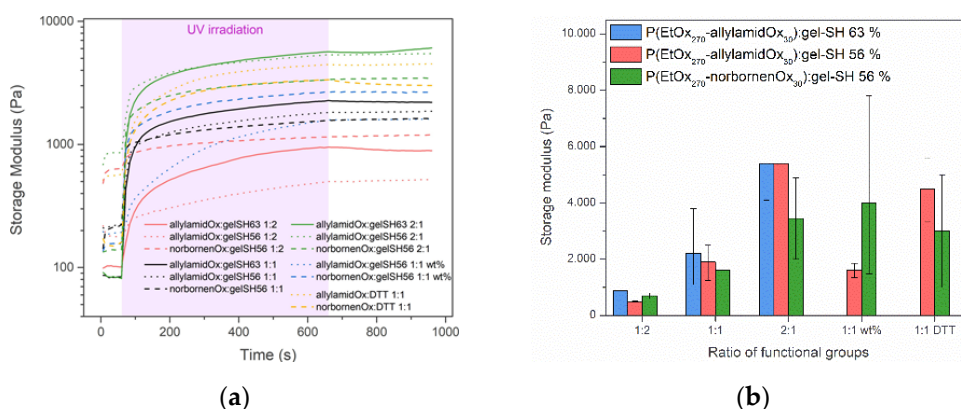 10000
1000
100
Storage Modulus (Pa)
UV irradiation
allylamidOx:gelSH63 1:2
allylamidOx:gelSH56 1:2
norbornenOx:gelSH56 1:2
allylamidOx:gelSH63 1:1
allylamidOx:gelSH56 1:1
norbornenOx:gelSH56 1:1
allylamidOx:gelSH63 2:1
allylamidOx:gelSH56 2:1
norbornenOx:gelSH56 2:1
allylamidOx:gelSH56 1:1 wt%
norbornenOx:gelSH56 1:1 wt%
allylamidOx:DTT 1:1
norbornenOx:DTT 1:1
0 200 400 600 800 1000
Time (s)
(a)
10.000
8.000
6.000
4.000
2.000
0
Storage modulus (Pa)
P(EtOx270-allylamidOx30):gel-SH 63 %
P(EtOx270-allylamidOx30):gel-SH 56 %
P(EtOx270-norbornenOx30):gel-SH 56 %
1:2 1:1 2:1 1:1 wt% 1:1 DTT
Ratio of functional groups
(b)